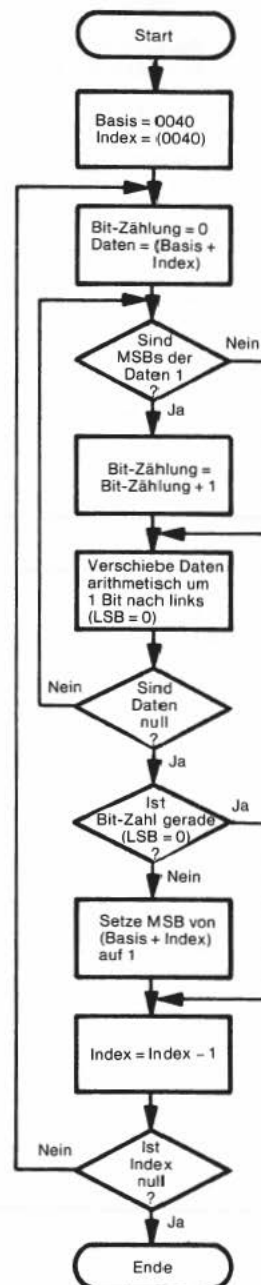 Start
Basis = 0040
Index = (0040)
Bit-Zählung = 0
Daten = (Basis +
Index)
Sind
MSBs der
Daten 1
?
Nein
Ja
Bit-Zählung =
Bit-Zählung + 1
Verschiebe Daten
arithmetisch um
1 Bit nach links
(LSB = 0)
Nein
Sind
Daten
null
?
Ja
Ist
Bit-Zahl gerade
(LSB = 0)
?
Ja
Nein
Setze MSB von
(Basis + Index)
auf 1
Index = Index – 1
Nein
Ist
Index
null
?
Ja
Ende